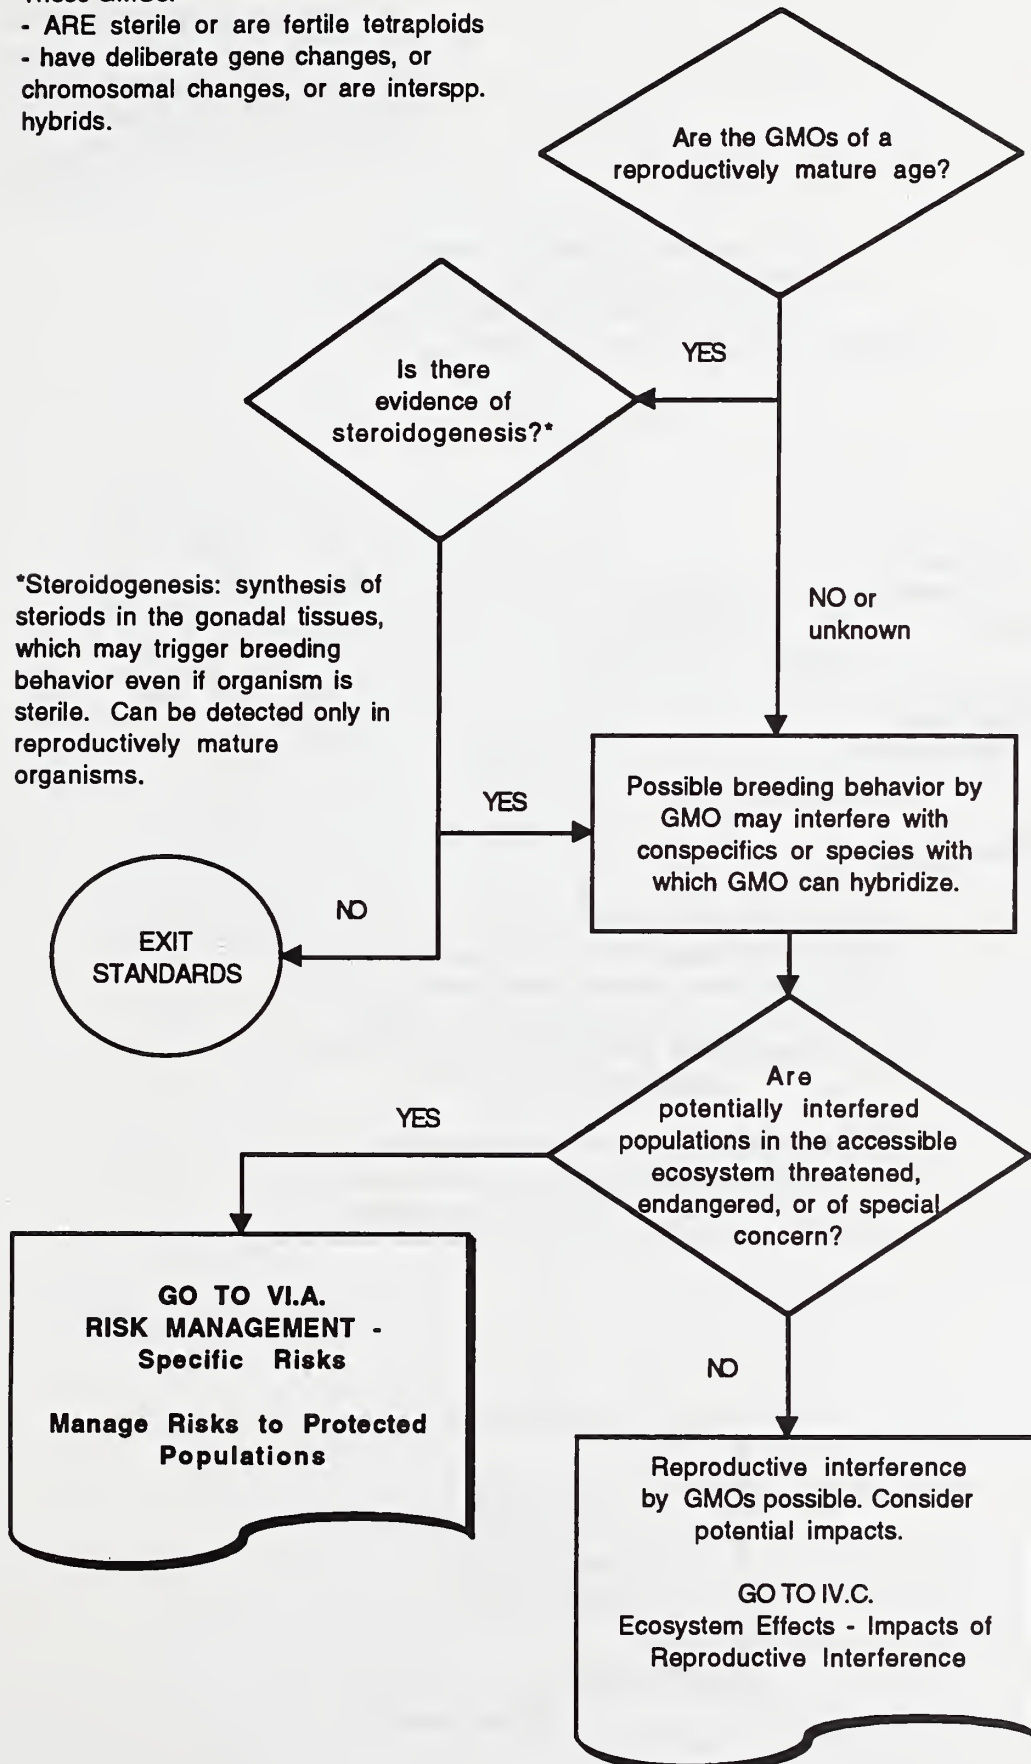 - ARE sterile or are fertile tetraploids
- have deliberate gene changes, or
chromosomal changes, or are interspp.
hybrids.
Are the GMOs of a
reproductively mature age?
YES
Is there
evidence of
steroidogenesis?*
NO or
unknown
*Steroidogenesis: synthesis of
steriods in the gonadal tissues,
which may trigger breeding
behavior even if organism is
sterile. Can be detected only in
reproductively mature
organisms.
YES
Possible breeding behavior by
GMO may interfere with
conspecifics or species with
which GMO can hybridize.
NO
EXIT
STANDARDS
Are
potentially interfered
populations in the accessible
ecosystem threatened,
endangered, or of special
concern?
YES
GO TO VI.A.
RISK MANAGEMENT -
Specific Risks
Manage Risks to Protected
Populations
NO
Reproductive interference
by GMOs possible. Consider
potential impacts.
GO TO IV.C.
Ecosystem Effects - Impacts of
Reproductive Interference